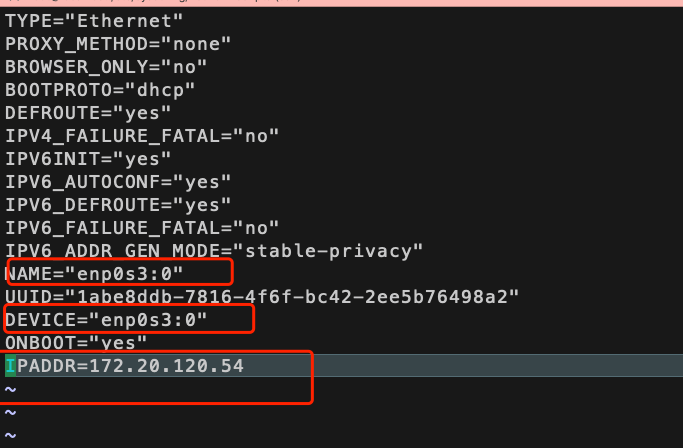 TYPE="Ethernet"
PROXY_METHOD="none"
BROWSER_ONLY="no"
BOOTPROTO="dhcp"
DEFROUTE="yes"
IPV4_FAILURE_FATAL="no"
IPV6INIT="yes"
IPV6_AUTOCONF="yes"
IPV6_DEFROUTE="yes"
IPV6_FAILURE_FATAL="no"
IPV6_ADDR_GEN_MODE="stable-privacy"
NAME="enp0s3:0"
UUID="1abe8ddb-7816-4f6f-bc42-2ee5b76498a2"
DEVICE="enp0s3:0"
ONBOOT="yes"
IPADDR=172.20.120.54
~
~
~